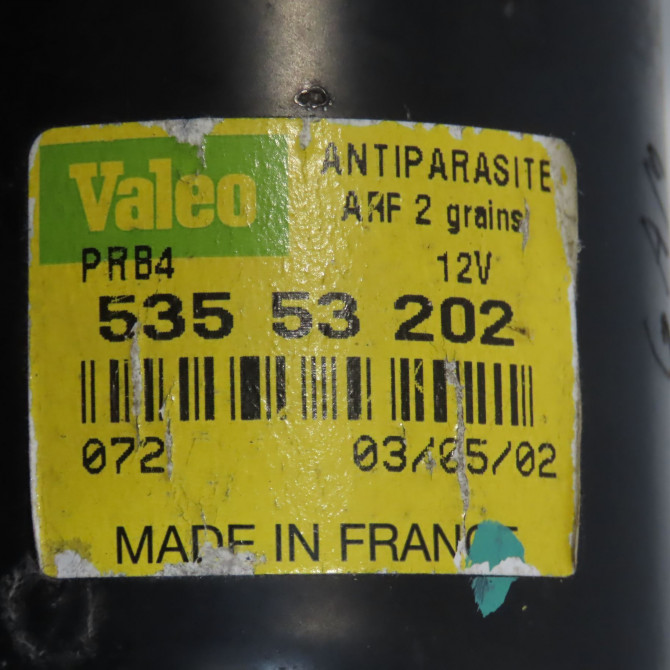 Valeo
ANTIPARASITE
ARF 2 grains
PRB4 12V
535 53 202
072 03/05/02
MADE IN FRANCE